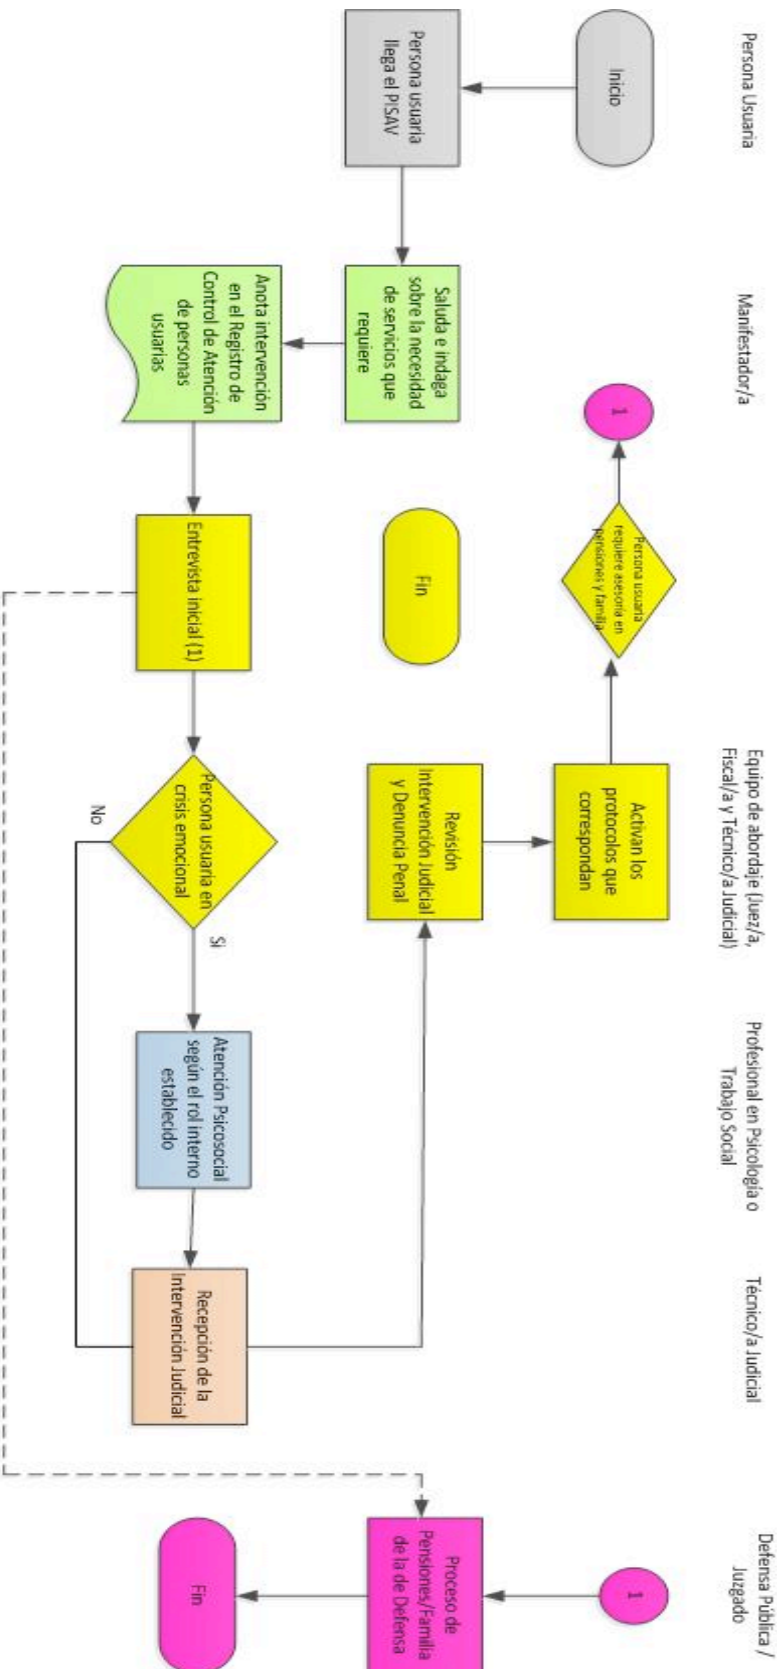 Persona Usuaria
Manifestador/a
Equipo de abordaje (Juez/a,
Fiscal/a y Técnico/a Judicial)
Profesional en Psicología o
Trabajo Social
Técnico/a Judicial
Defensa Pública /
Juzgado
Inicio
Persona usuaria
llega el PISAV
Saluda e indaga
sobre la necesidad
de servicios que
requiere
Anota intervención
en el Registro de
Control de Atención
de personas
usuarias
1
Persona usuaria
requiere asesoría en
pensiones y familia
Fin
Entrevista inicial (1)
Activan los
protocolos que
correspondan
Revisión
Intervención Judicial
y Denuncia Penal
Persona usuaria en
crisis emocional
Si
No
Atención Psicosocial
según el rol interno
establecido
Recepción de la
Intervención Judicial
1
Proceso de
Pensiones/Familia
de la de Defensa
Fin